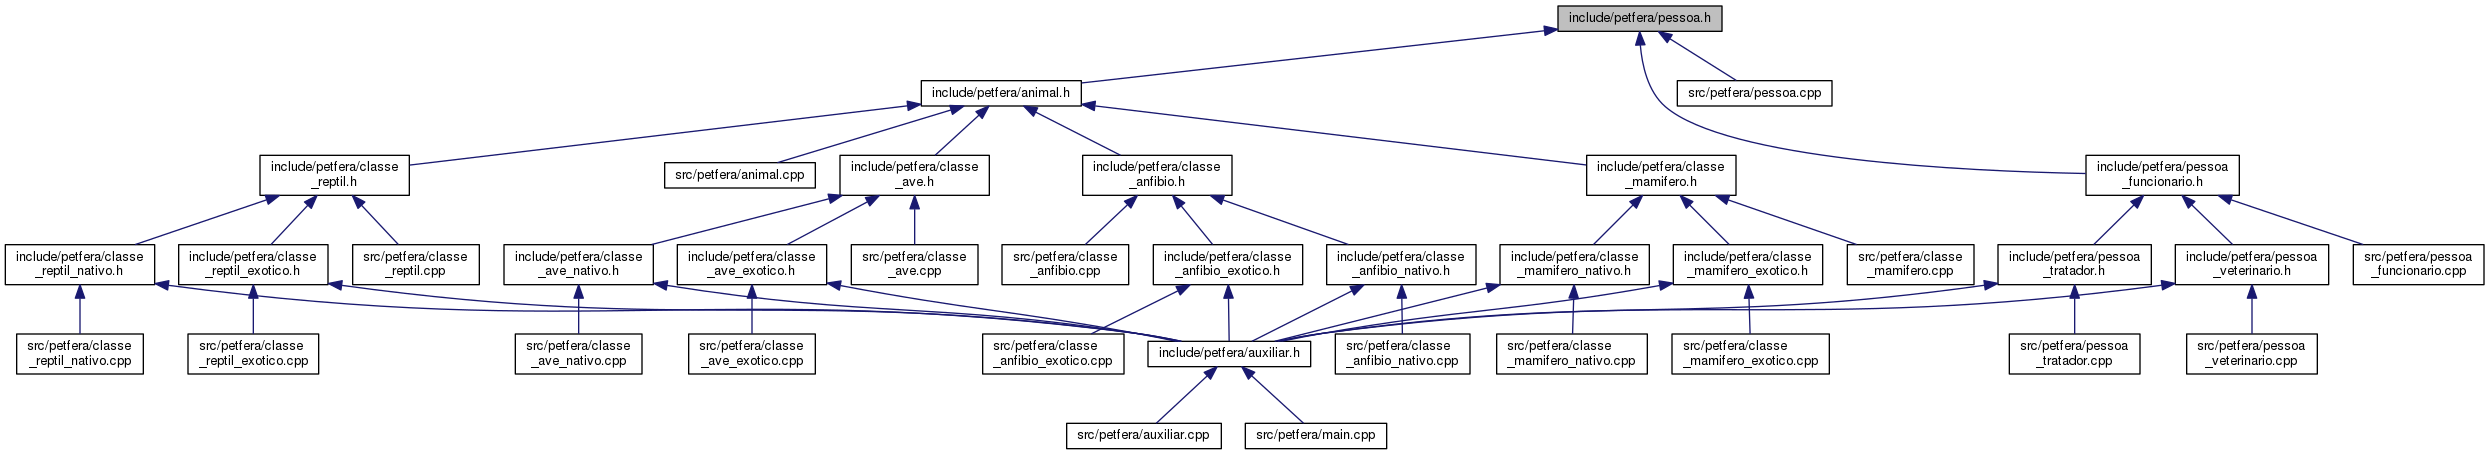 include/petfera/pessoa.h
include/petfera/animal.h
src/petfera/pessoa.cpp
include/petfera/classe
_reptil.h
src/petfera/animal.cpp
include/petfera/classe
_ave.h
include/petfera/classe
_anfibio.h
include/petfera/classe
_mamifero.h
include/petfera/pessoa
_funcionario.h
include/petfera/classe
_reptil_nativo.h
include/petfera/classe
_reptil_exotico.h
src/petfera/classe
_reptil.cpp
include/petfera/classe
_ave_nativo.h
include/petfera/classe
_ave_exotico.h
src/petfera/classe
_ave.cpp
src/petfera/classe
_anfibio.cpp
include/petfera/classe
_anfibio_exotico.h
include/petfera/classe
_anfibio_nativo.h
include/petfera/classe
_mamifero_nativo.h
include/petfera/classe
_mamifero_exotico.h
src/petfera/classe
_mamifero.cpp
include/petfera/pessoa
_tratador.h
include/petfera/pessoa
_veterinario.h
src/petfera/pessoa
_funcionario.cpp
src/petfera/classe
_reptil_nativo.cpp
src/petfera/classe
_reptil_exotico.cpp
src/petfera/classe
_ave_nativo.cpp
src/petfera/classe
_ave_exotico.cpp
src/petfera/classe
_anfibio_exotico.cpp
include/petfera/auxiliar.h
src/petfera/classe
_anfibio_nativo.cpp
src/petfera/classe
_mamifero_nativo.cpp
src/petfera/classe
_mamifero_exotico.cpp
src/petfera/pessoa
_tratador.cpp
src/petfera/pessoa
_veterinario.cpp
src/petfera/auxiliar.cpp
src/petfera/main.cpp